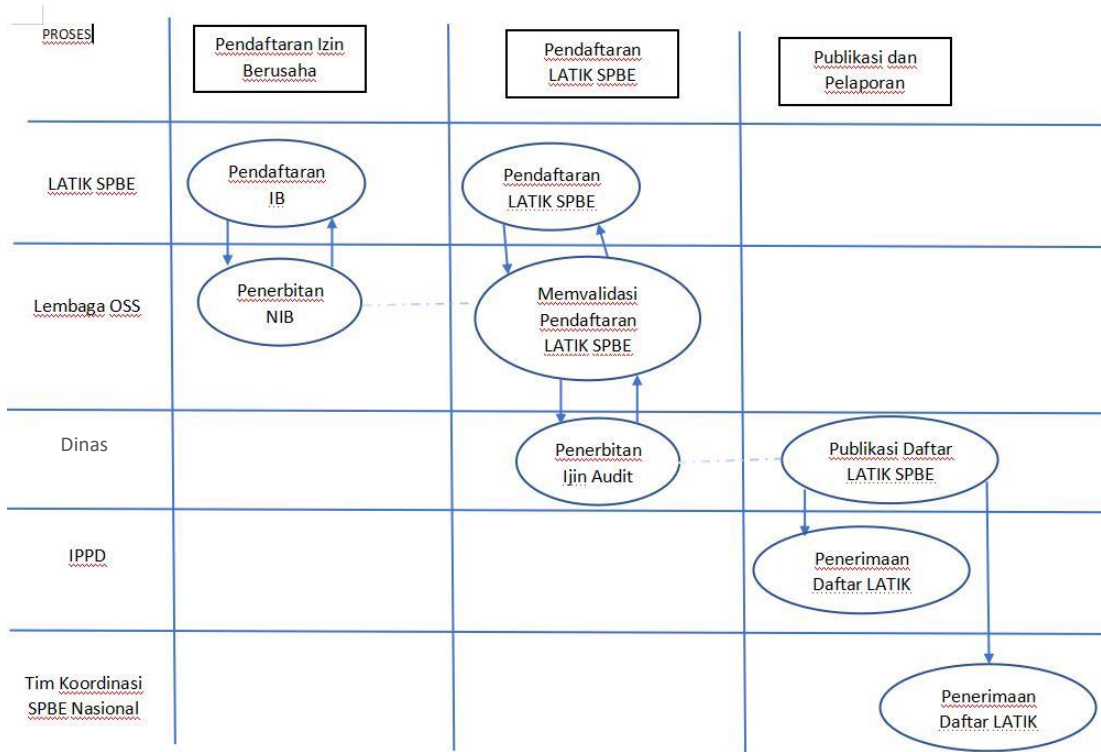 PROSES
Pendaftaran Izin
Berusaha
Pendaftaran
LATIK SPBE
Publikasi dan
Pelaporan
LATIK SPBE
Pendaftaran
IB
Pendaftaran
LATIK SPBE
Lembaga OSS
Penerbitan
NIB
Memvalidasi
Pendaftaran
LATIK SPBE
Dinas
Penerbitan
Ijin Audit
Publikasi Daftar
LATIK SPBE
IPPD
Penerimaan
Daftar LATIK
Tim Koordinasi
SPBE Nasional
Penerimaan
Daftar LATIK